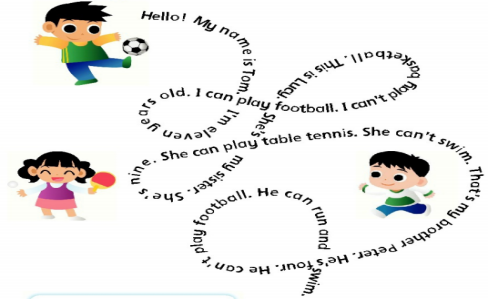 Hello! My name is Tom. I'm eleven years old. I can play football. I can't play basketball. This is Lucy. She's my sister. She's nine. She can play table tennis. She can't swim. That's my brother Peter. He's four. He can't play football. He can run and swim.